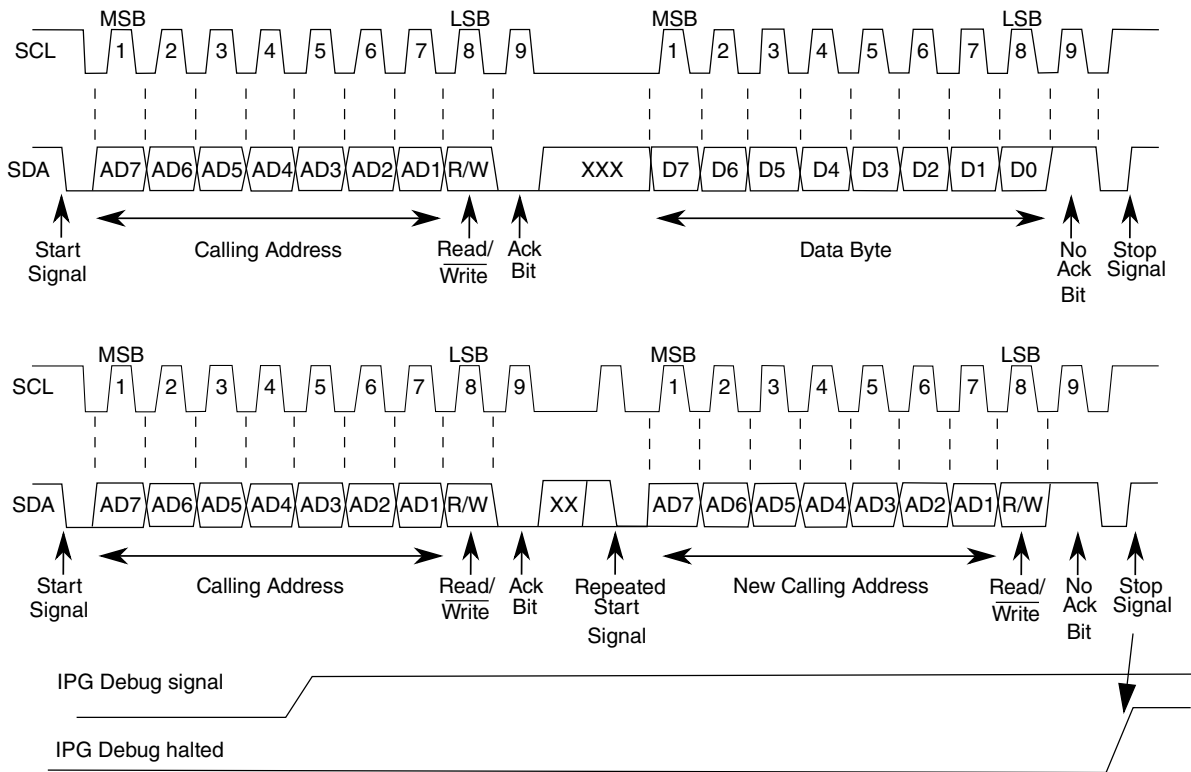 MSB LSB MSB LSB
SCL 1 2 3 4 5 6 7 8 9 1 2 3 4 5 6 7 8 9
SDA AD7 AD6 AD5 AD4 AD3 AD2 AD1 R/W XXX D7 D6 D5 D4 D3 D2 D1 D0
Start Calling Address Read/ Ack Data Byte No Stop
Signal Write Bit Ack Signal
Bit
MSB LSB MSB LSB
SCL 1 2 3 4 5 6 7 8 9 1 2 3 4 5 6 7 8 9
SDA AD7 AD6 AD5 AD4 AD3 AD2 AD1 R/W XX AD7 AD6 AD5 AD4 AD3 AD2 AD1 R/W
Start Calling Address Read/ Ack Repeated New Calling Address Read/ No Stop
Signal Write Bit Start Write Ack Signal
Signal Bit
IPG Debug signal
IPG Debug halted